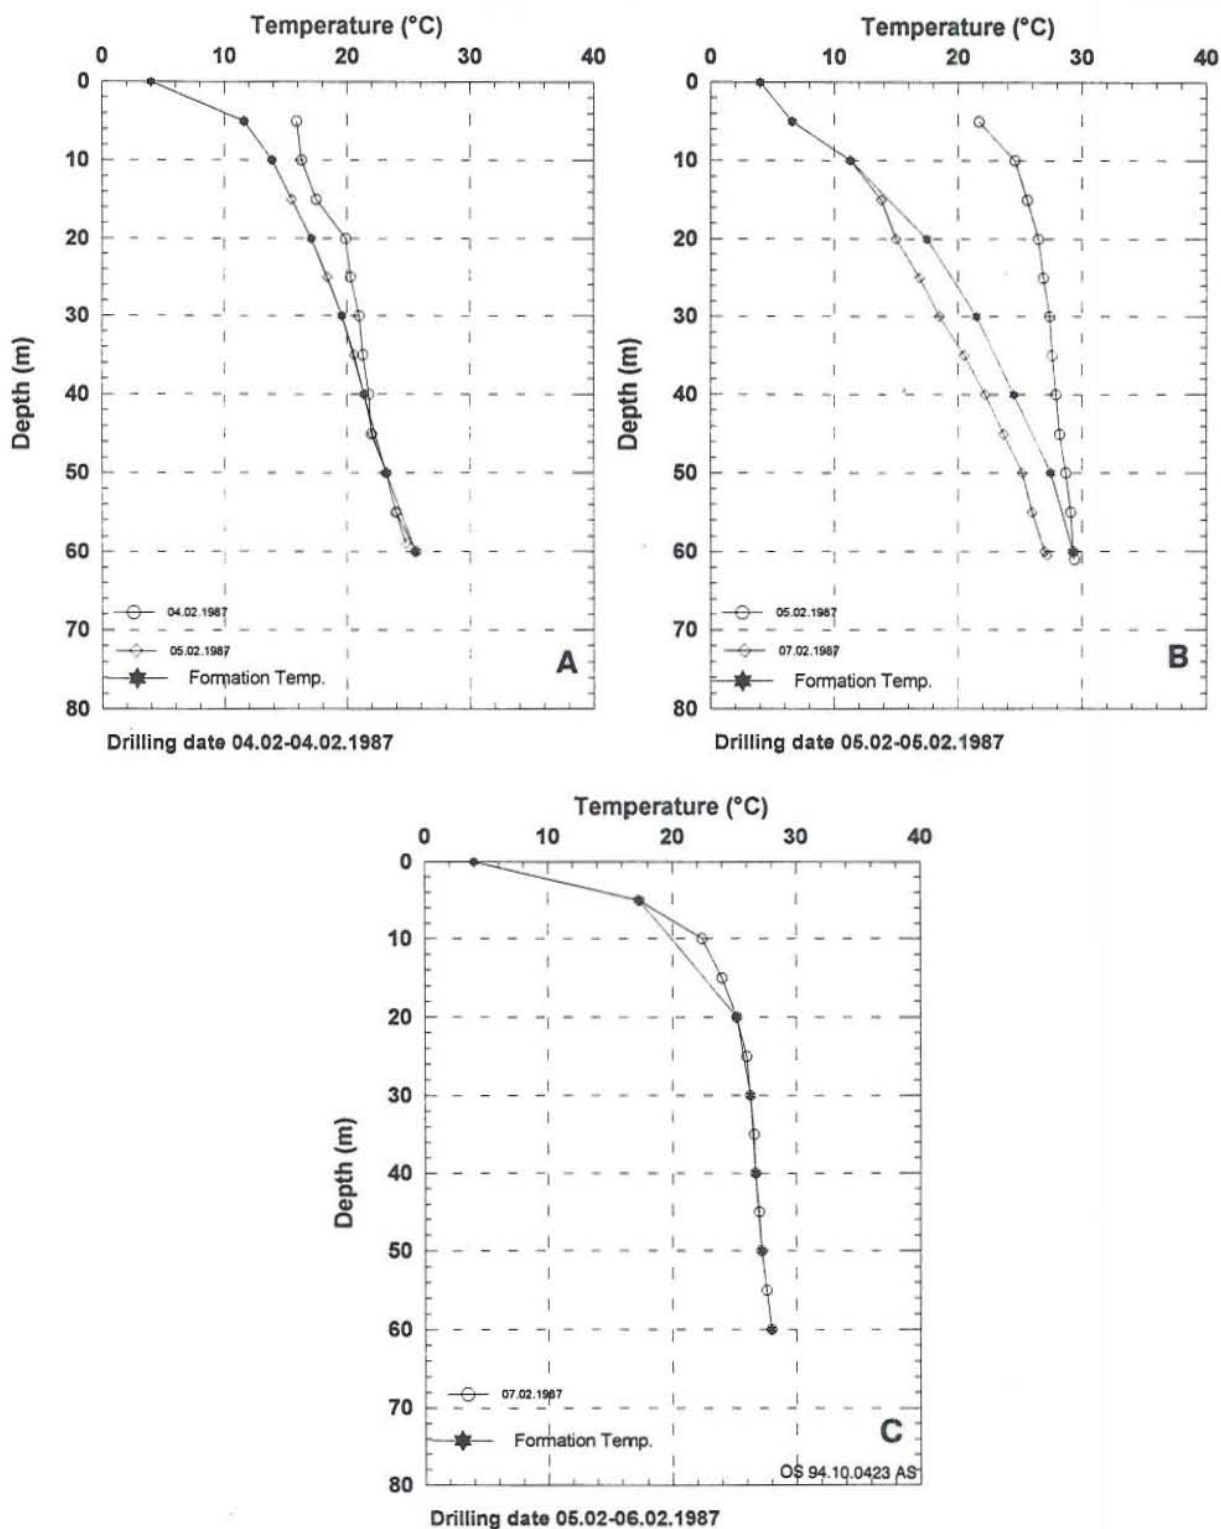 Temperature (°C)
0 10 20 30 40
0
10
20
30
40
50
60
70
80
Depth (m)
04.02.1987
05.02.1987
Formation Temp.
A
Drilling date 04.02-04.02.1987
Temperature (°C)
0 10 20 30 40
0
10
20
30
40
50
60
70
80
Depth (m)
05.02.1987
07.02.1987
Formation Temp.
B
Drilling date 05.02-05.02.1987
Temperature (°C)
0 10 20 30 40
0
10
20
30
40
50
60
70
80
Depth (m)
07.02.1987
Formation Temp.
C
OS 94.10.0423 AS
Drilling date 05.02-06.02.1987